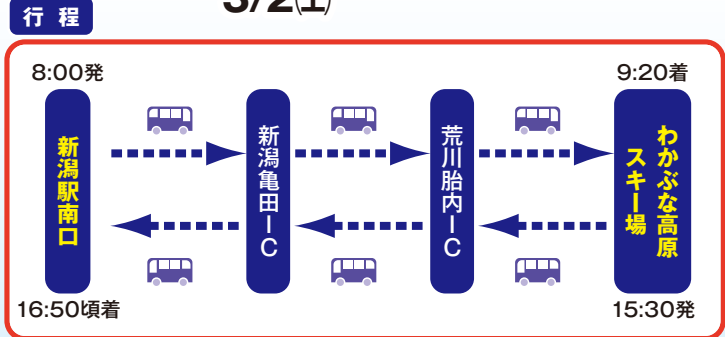 3/2(土)
行程
8:00発
9:20着
新潟駅南口
新潟亀田IC
荒川胎内IC
わかぶな高原
スキー場
16:50頃着
15:30発